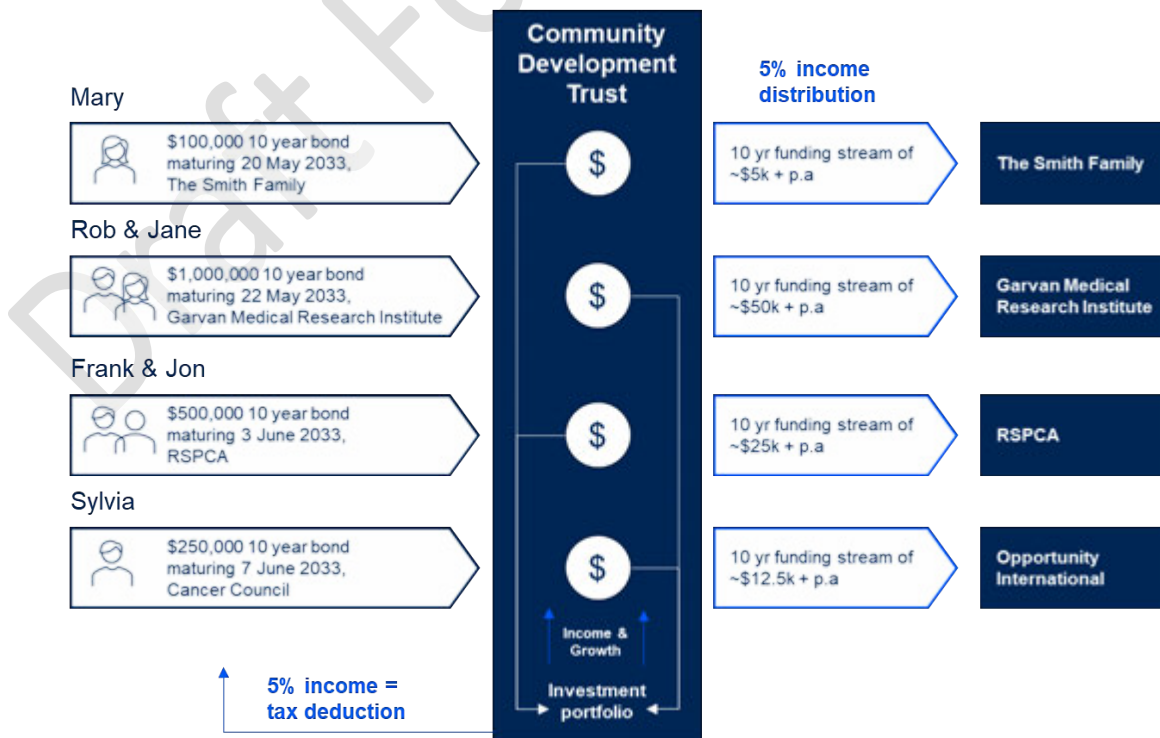 Community
Development
Trust
5% income
distribution
Mary
$100,000 10 year bond
maturing 20 May 2033,
The Smith Family
$
10 yr funding stream of
~$5k + p.a
The Smith Family
Rob & Jane
$1,000,000 10 year bond
maturing 22 May 2033,
Garvan Medical Research Institute
$
10 yr funding stream of
~$50k + p.a
Garvan Medical
Research Institute
Frank & Jon
$500,000 10 year bond
maturing 3 June 2033,
RSPCA
$
10 yr funding stream of
~$25k + p.a
RSPCA
Sylvia
$250,000 10 year bond
maturing 7 June 2033,
Cancer Council
$
10 yr funding stream of
~$12.5k + p.a
Opportunity
International
Income &
Growth
Investment
portfolio
5% income =
tax deduction
Draft